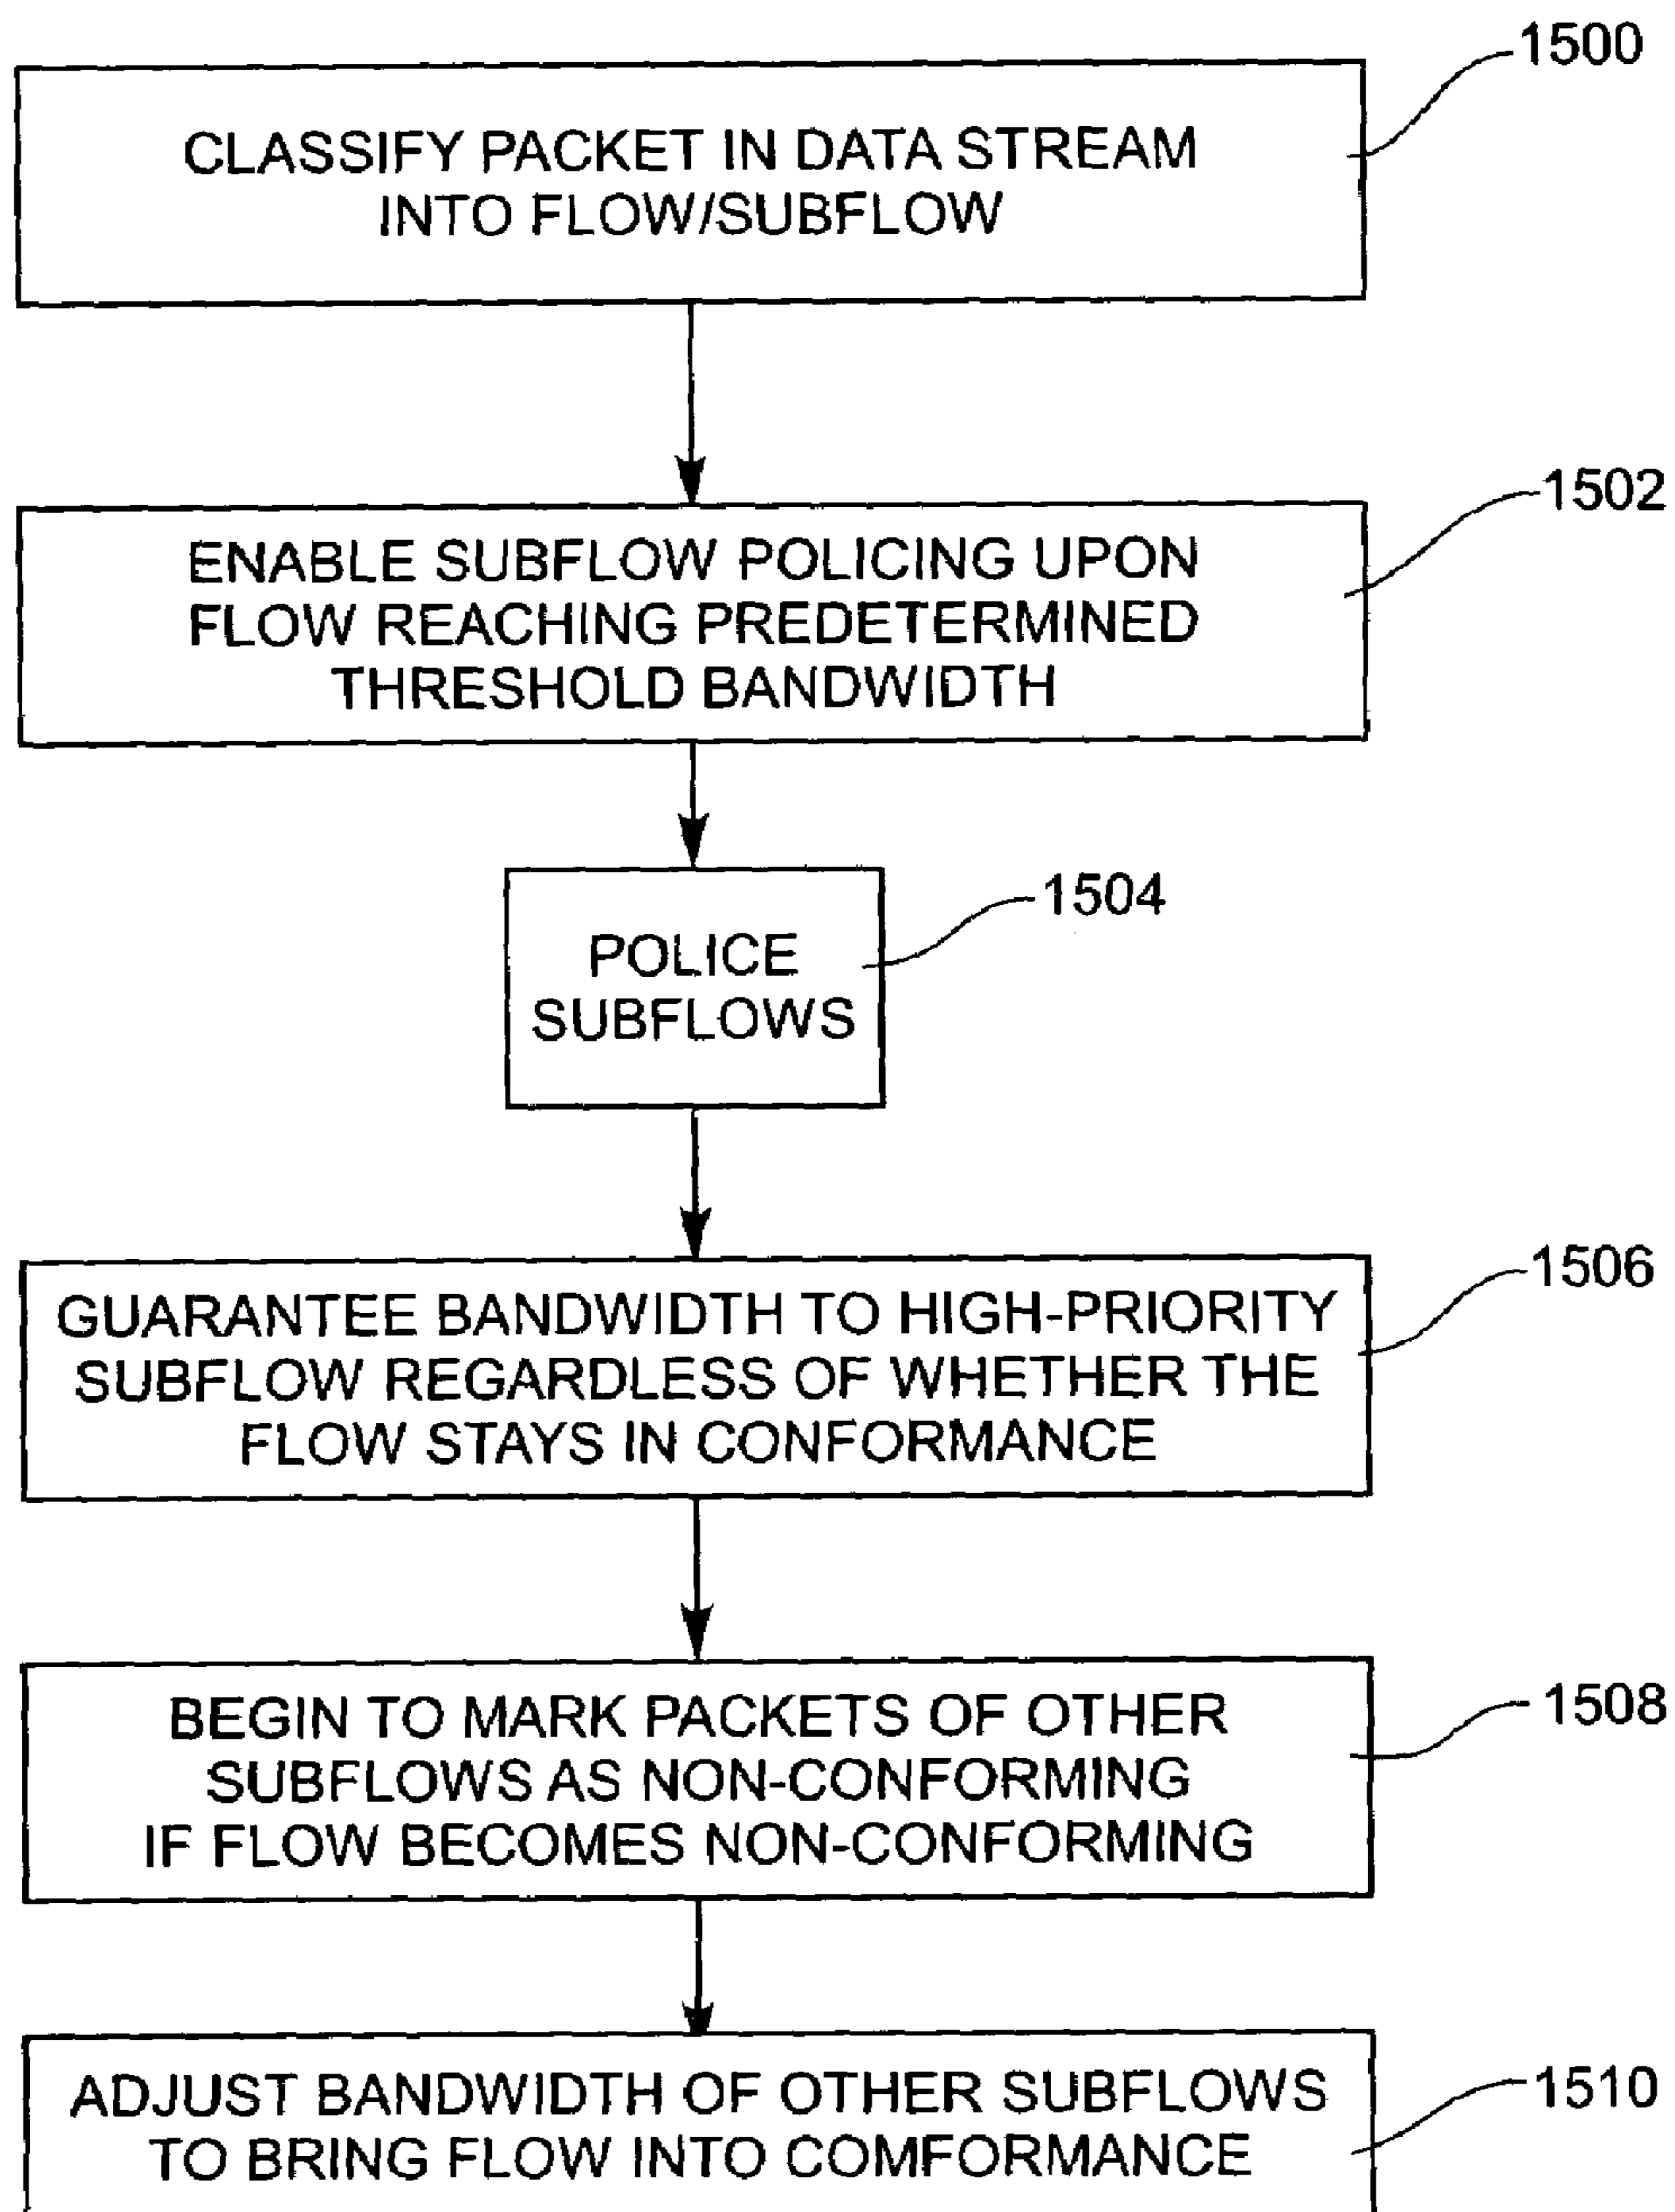 1500
CLASSIFY PACKET IN DATA STREAM
INTO FLOW/SUBFLOW
1502
ENABLE SUBFLOW POLICING UPON
FLOW REACHING PREDETERMINED
THRESHOLD BANDWIDTH
1504
POLICE
SUBFLOWS
1506
GUARANTEE BANDWIDTH TO HIGH-PRIORITY
SUBFLOW REGARDLESS OF WHETHER THE
FLOW STAYS IN CONFORMANCE
1508
BEGIN TO MARK PACKETS OF OTHER
SUBFLOWS AS NON-CONFORMING
IF FLOW BECOMES NON-CONFORMING
1510
ADJUST BANDWIDTH OF OTHER SUBFLOWS
TO BRING FLOW INTO COMFORMANCE